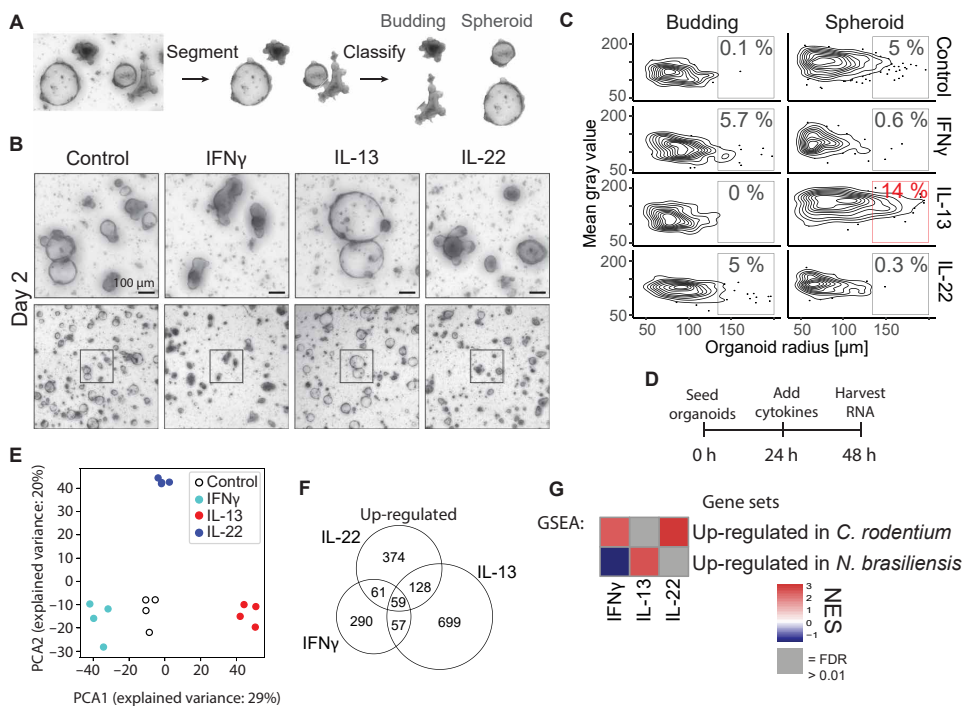 A
Segment
Classify
Budding
Spheroid
B
Control
IFNγ
IL-13
IL-22
Day 2
100 µm
C
Budding
Spheroid
Mean gray value
200
50
0.1 %
5 %
Control
200
50
5.7 %
0.6 %
IFNγ
200
50
0 %
14 %
IL-13
200
50
5 %
0.3 %
IL-22
50
100
150
50
100
150
Organoid radius [µm]
D
Seed
organoids
Add
cytokines
Harvest
RNA
0 h
24 h
48 h
E
Control
IFNγ
IL-13
IL-22
PCA2 (explained variance: 20%)
40
30
20
10
0
−10
−20
−30
−40
−20
0
20
40
PCA1 (explained variance: 29%)
F
Up-regulated
IL-22
IL-13
IFNγ
374
128
61
59
57
290
699
G
Gene sets
GSEA:
Up-regulated in C. rodentium
Up-regulated in N. brasiliensis
IFNγ
IL-13
IL-22
3
2
1
0
−1
NES
= FDR
> 0.01